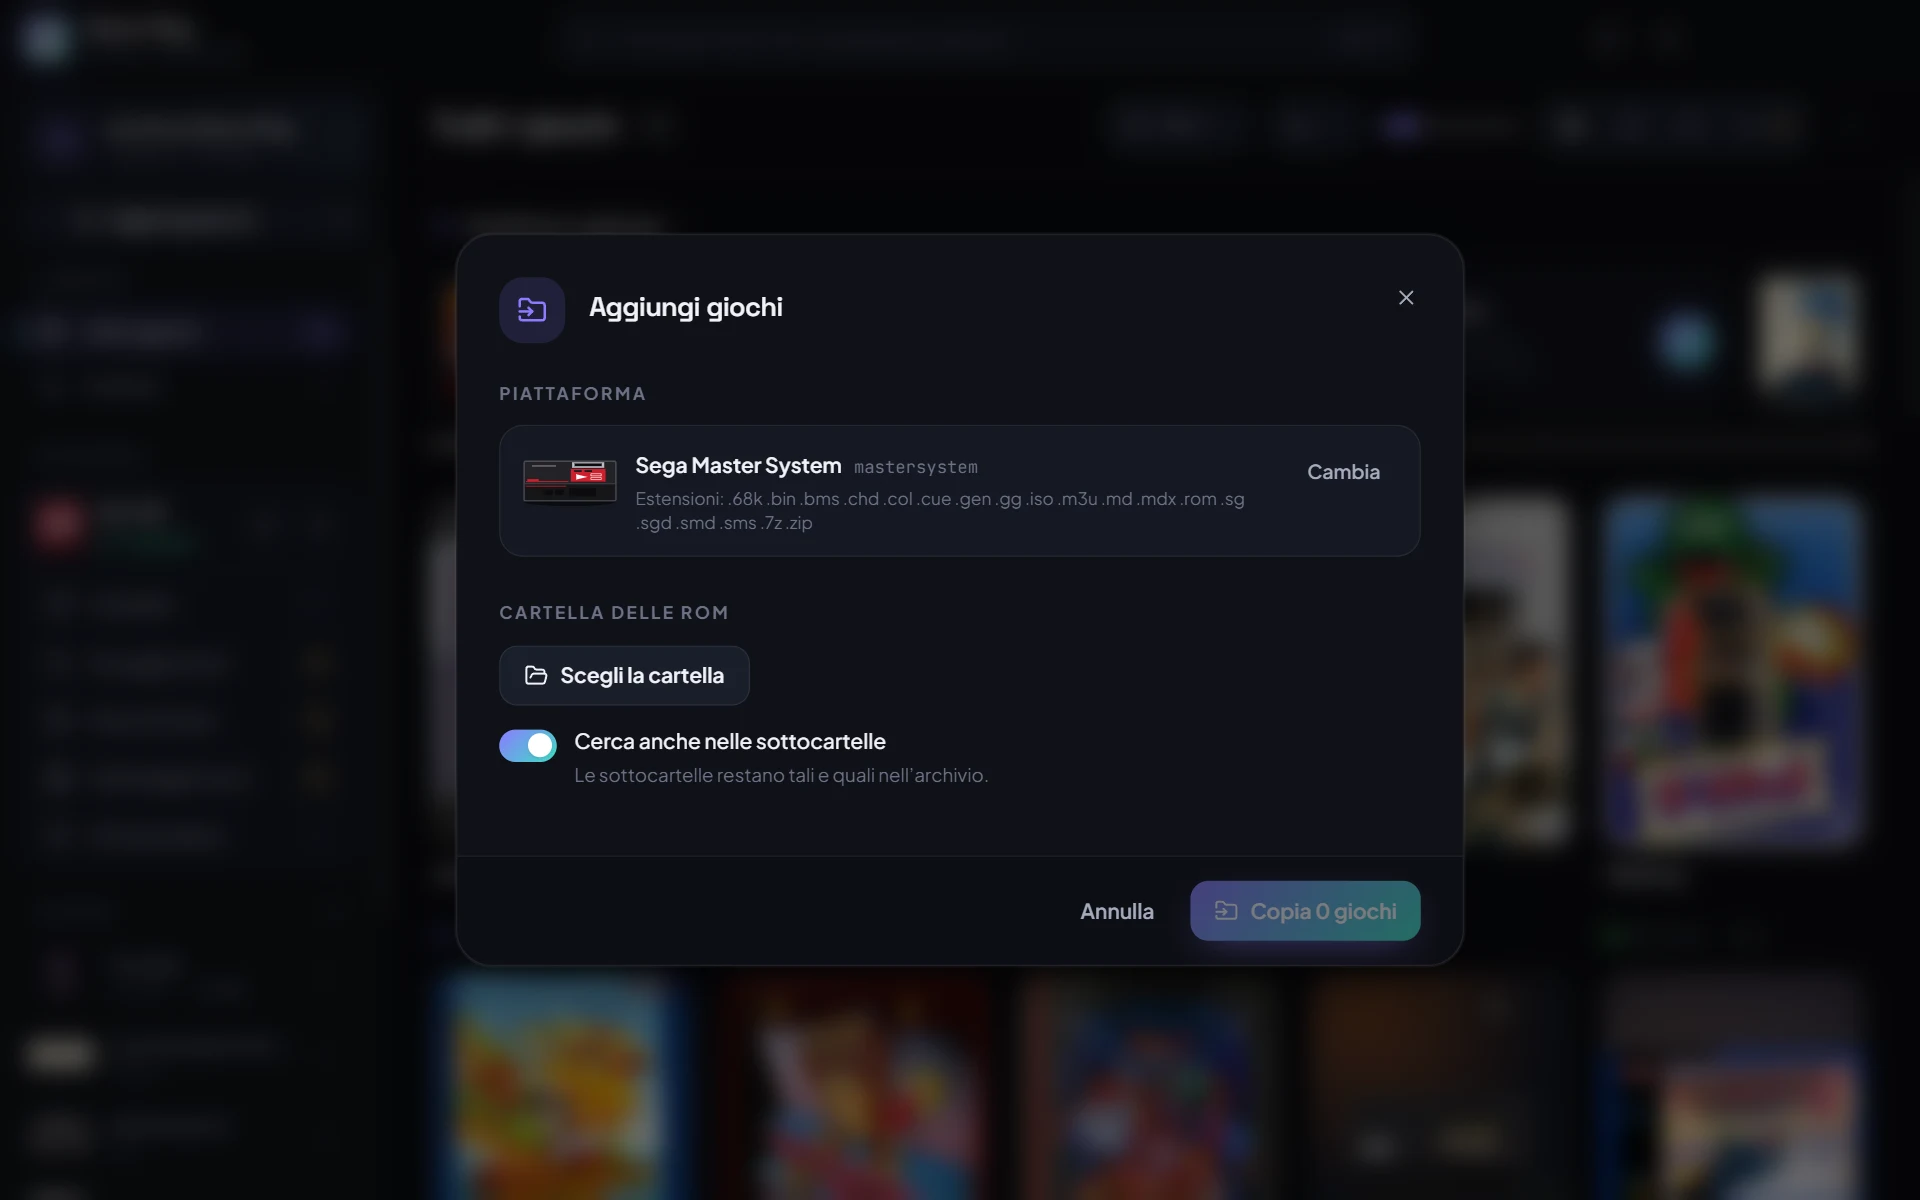 Aggiungi giochi
PIATTAFORMA
Sega Master System mastersystem
Cambia
Estensioni: .68k .bin .bms .chd .col .cue .gen .gg .iso .m3u .md .mdx .rom .sg
.sgd .smd .sms .7z .zip
CARTELLA DELLE ROM
Scegli la cartella
Cerca anche nelle sottocartelle
Le sottocartelle restano tali e quali nell'archivio.
Annulla
Copia 0 giochi